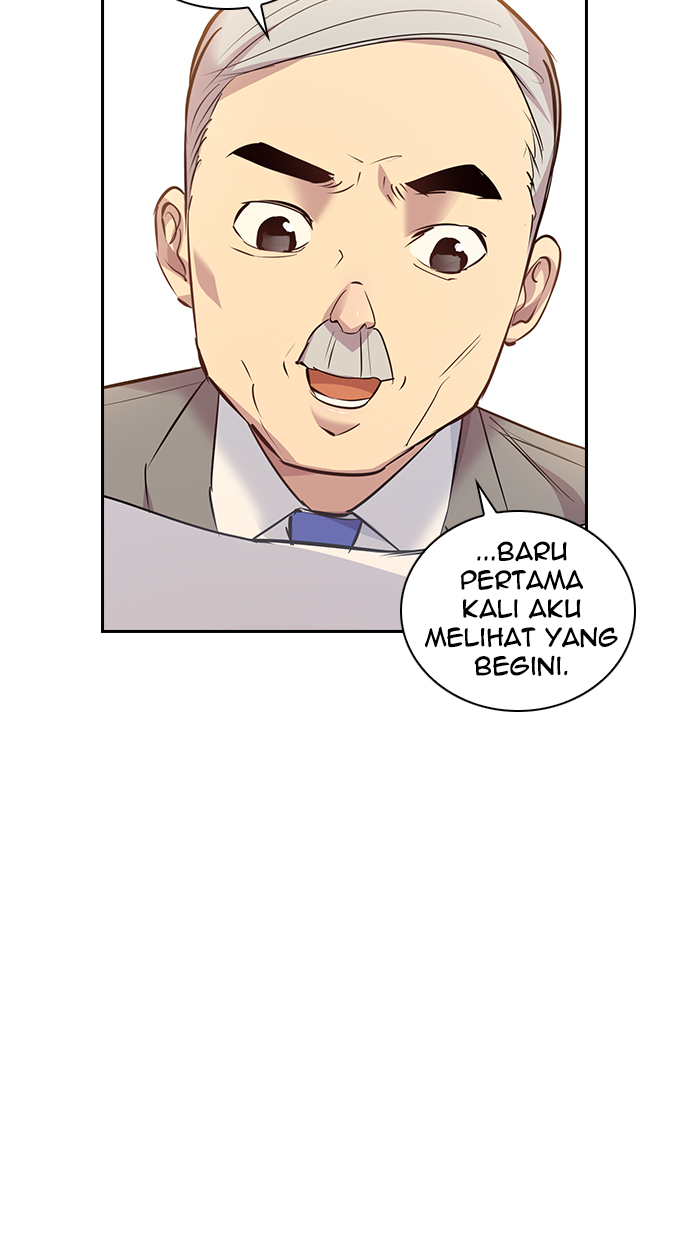 ...BARU
PERTAMA
KALI AKU
MELIHAT YANG
BEGINI.